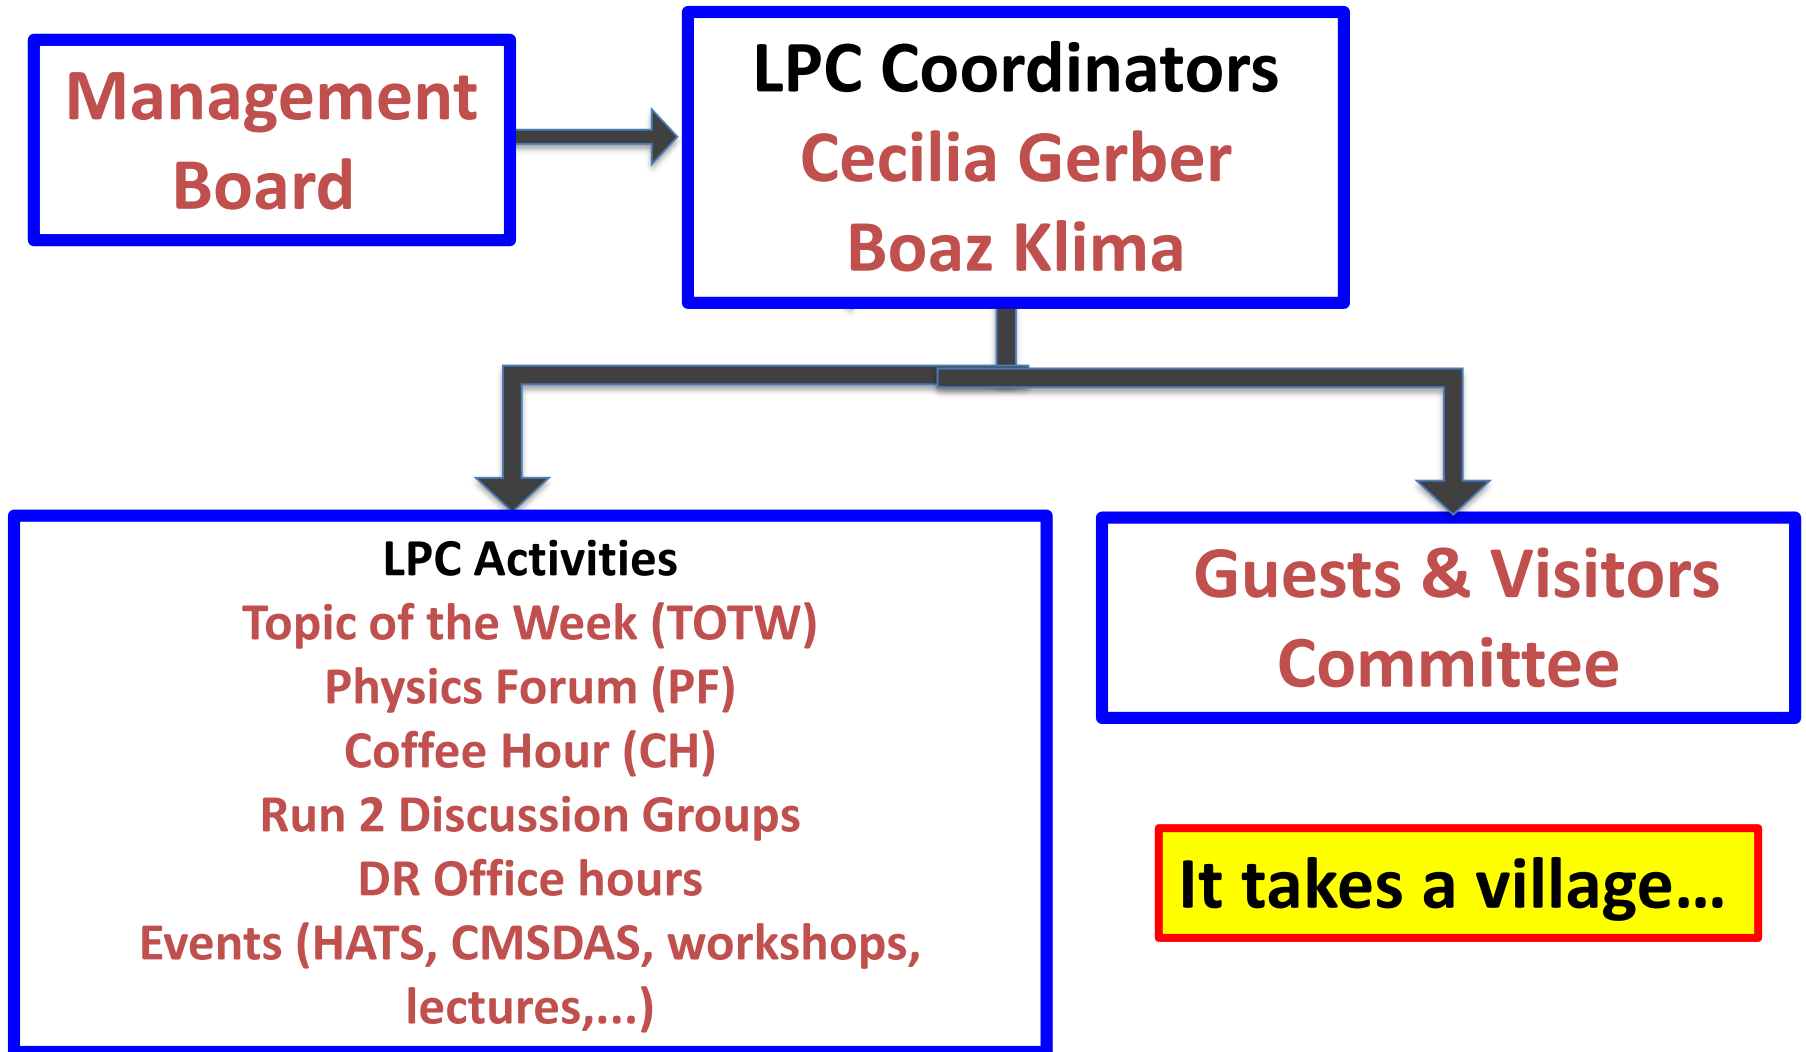 Management
Board
LPC Coordinators
Cecilia Gerber
Boaz Klima
LPC Activities
Topic of the Week (TOTW)
Physics Forum (PF)
Coffee Hour (CH)
Run 2 Discussion Groups
DR Office hours
Events (HATS, CMSDAS, workshops,
lectures,...)
Guests & Visitors
Committee
It takes a village...